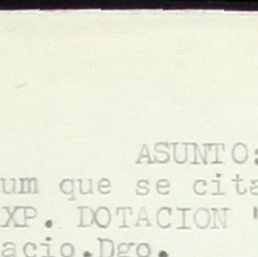 ASUNTO:
um que se cita
XP. DOTACION "
acio.Dgo.